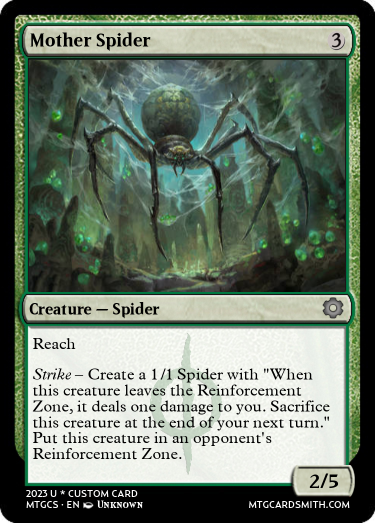 Mother Spider 3
Creature — Spider
Reach
Strike – Create a 1/1 Spider with "When
this creature leaves the Reinforcement
Zone, it deals one damage to you. Sacrifice
this creature at the end of your next turn."
Put this creature in an opponent's
Reinforcement Zone.
2/5
2023 U * CUSTOM CARD
MTGCS · EN Unknown
MTGCARDSMITH.COM